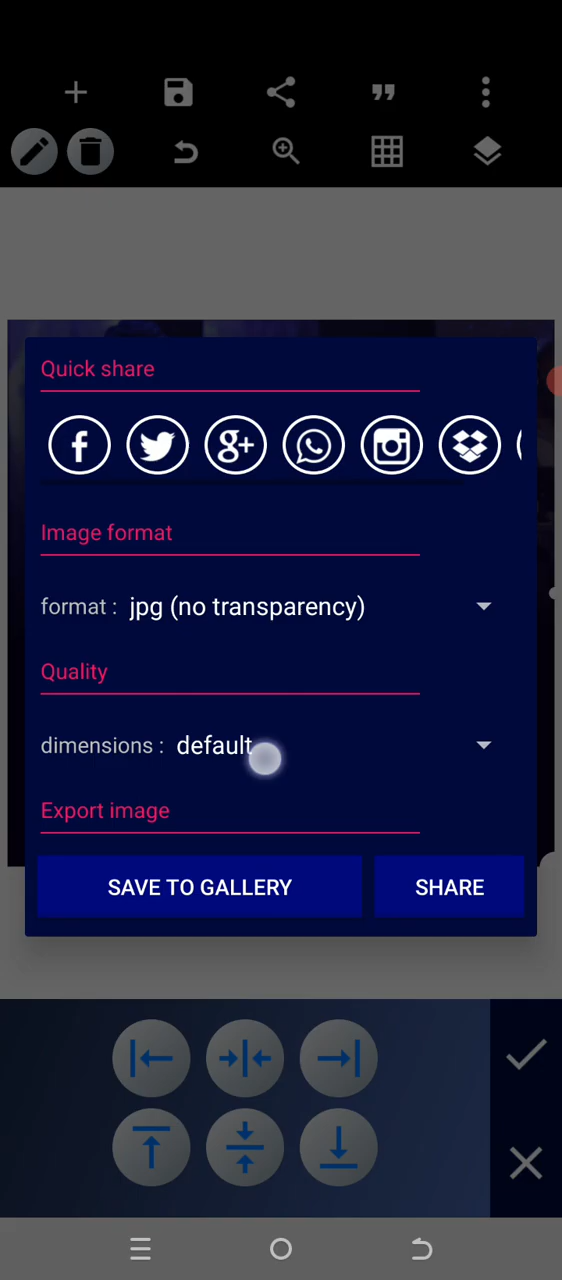 Quick share
Image format
format : jpg (no transparency)
Quality
dimensions : default
Export image
SAVE TO GALLERY SHARE